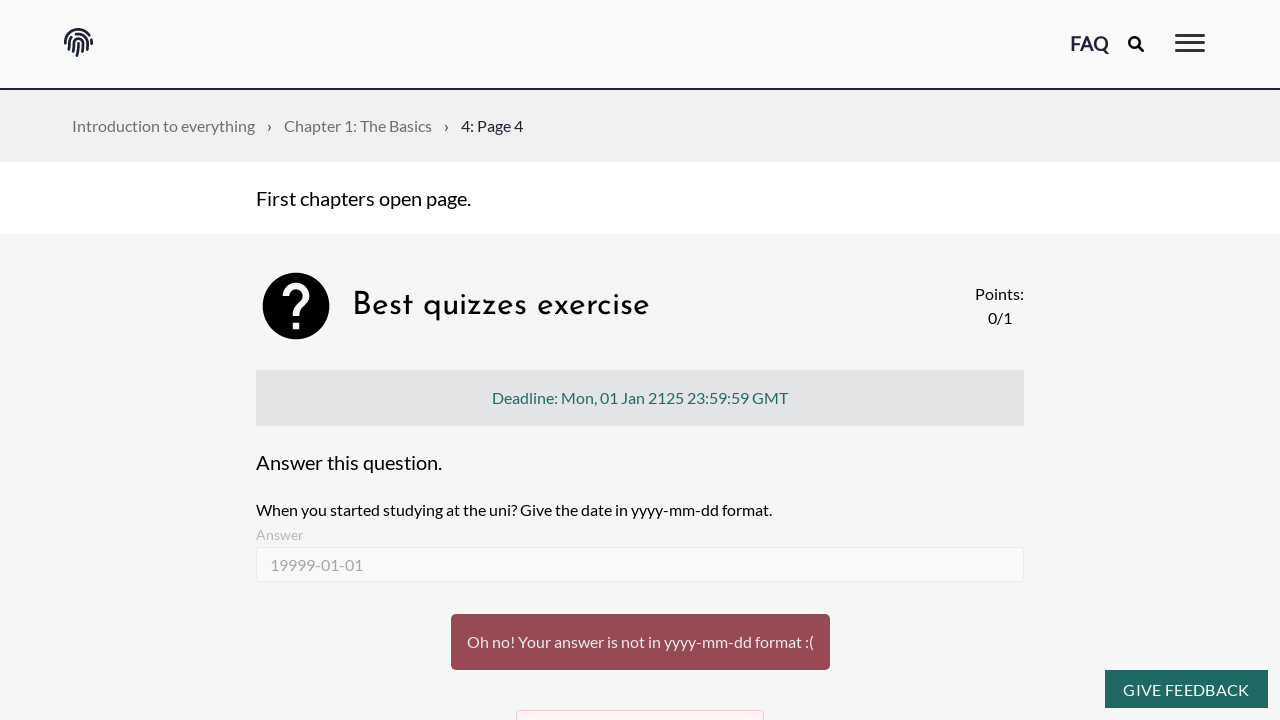 FAQ
Introduction to everything › Chapter 1: The Basics › 4: Page 4
First chapters open page.
Best quizzes exercise
Points:
0/1
Deadline: Mon, 01 Jan 2125 23:59:59 GMT
Answer this question.
When you started studying at the uni? Give the date in yyyy-mm-dd format.
Answer
19999-01-01
Oh no! Your answer is not in yyyy-mm-dd format :(
GIVE FEEDBACK